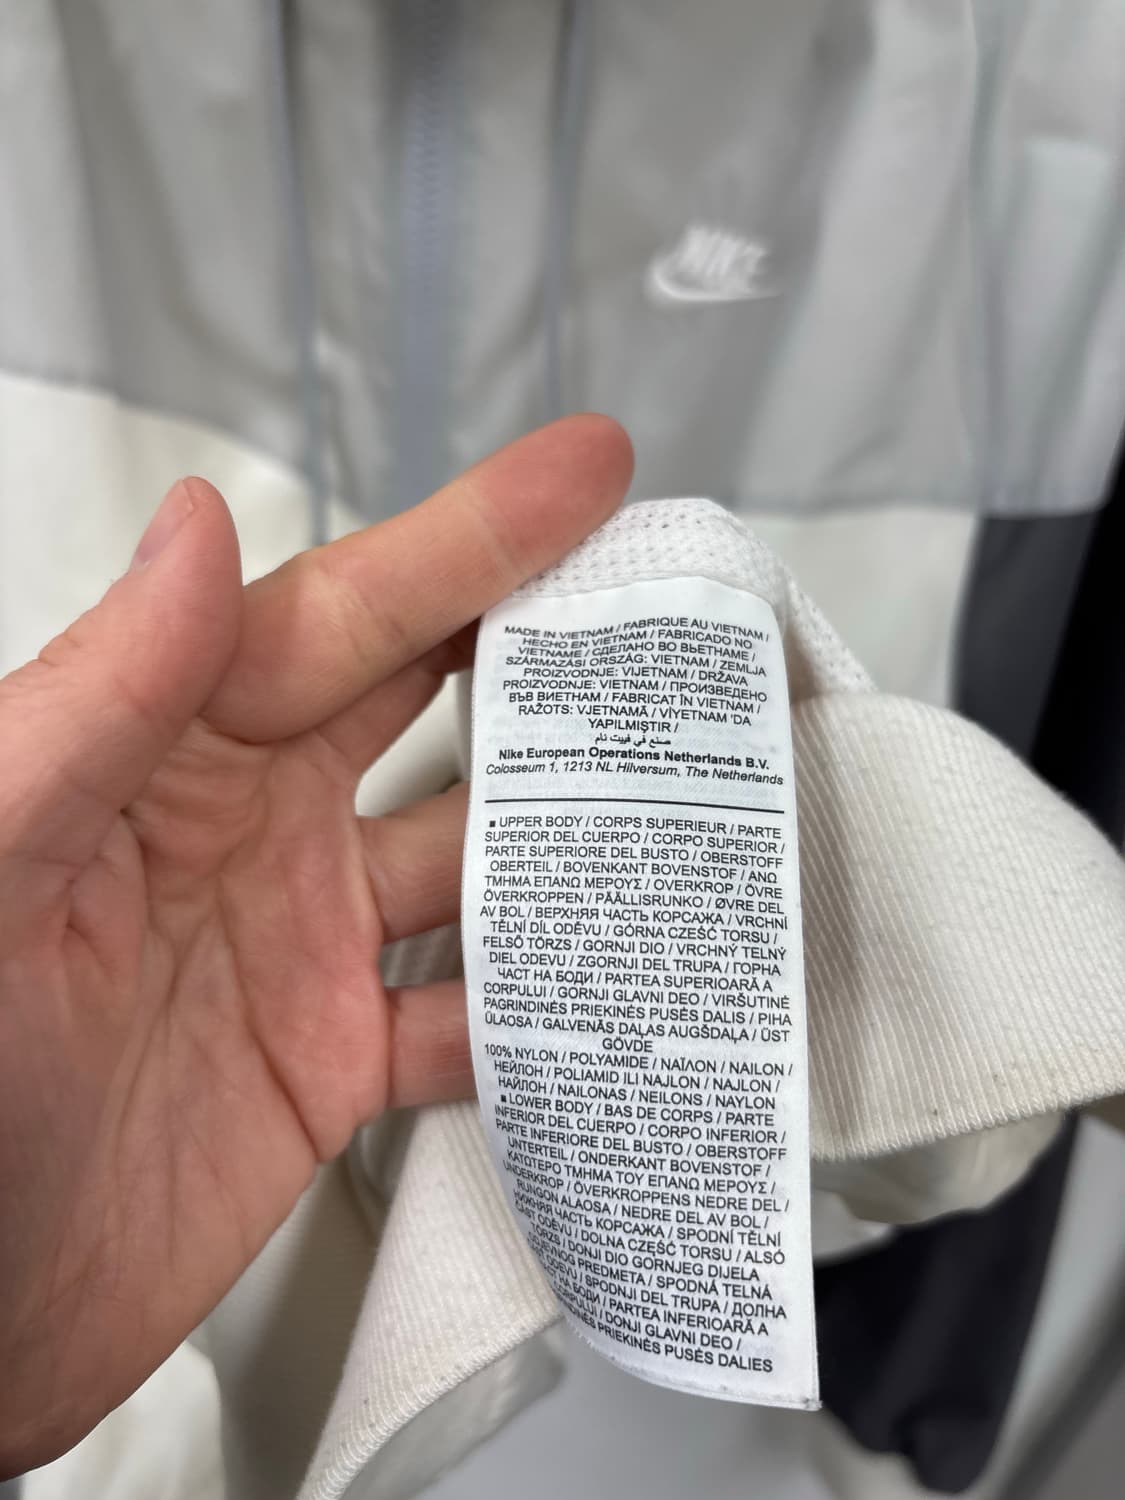 NIKE
MADE IN VIETNAM / FABRIQUE AU VIETNAM /
HECHO EN VIETNAM / FABRICADO NO
VIETNAME / СДЕЛАНО ВО ВЬЕТНАМЕ /
SZÁRMAZÁSI ORSZÁG: VIETNAM / ZEMLJA
PROIZVODNJE: VIJETNAM / DRŽAVA
PROIZVODNJE: VIETNAM / ПРОИЗВЕДЕНО
ВЪВ ВИЕТНАМ / FABRICAT ÎN VIETNAM /
RAŽOTS: VJETNAMĀ / VİYETNAM 'DA
YAPILMIŞTIR /
صنع في فييت نام
Nike European Operations Netherlands B.V.
Colosseum 1, 1213 NL Hilversum, The Netherlands
■ UPPER BODY / CORPS SUPERIEUR / PARTE
SUPERIOR DEL CUERPO / CORPO SUPERIOR /
PARTE SUPERIORE DEL BUSTO / OBERSTOFF
OBERTEIL / BOVENKANT BOVENSTOF / ΑΝΩ
ΤΜΗΜΑ ΕΠΑΝΩ ΜΕΡΟΥΣ / OVERKROP / ÖVRE
ÖVERKROPPEN / PÄÄLLISRUNKO / ØVRE DEL
AV BOL / ВЕРХНЯЯ ЧАСТЬ КОРСАЖА / VRCHNÍ
TĚLNÍ DÍL ODĚVU / GÓRNA CZEŚĆ TORSU /
FELSŐ TÖRZS / GORNJI DIO / VRCHNÝ TELNÝ
DIEL ODEVU / ZGORNJI DEL TRUPA / ГОРНА
ЧАСТ НА БОДИ / PARTEA SUPERIOARĂ A
CORPULUI / GORNJI GLAVNI DEO / VIRŠUTINĖ
PAGRINDINĖS PRIEKINĖS PUSĖS DALIS / PIHA
ÜLAOSA / GALVENĀS DAĻAS AUGŠDAĻA / ÜST
GÖVDE
100% NYLON / POLYAMIDE / ΝΑΪΛΟΝ / NAILON /
НЕЙЛОН / POLIAMID ILI NAJLON / NAJLON /
НАЙЛОН / NAILONAS / NEILONS / NAYLON
■ LOWER BODY / BAS DE CORPS / PARTE
INFERIOR DEL CUERPO / CORPO INFERIOR /
PARTE INFERIORE DEL BUSTO / OBERSTOFF
UNTERTEIL / ONDERKANT BOVENSTOF /
ΚΑΤΩΤΕΡΟ ΤΜΗΜΑ ΤΟΥ ΕΠΑΝΩ ΜΕΡΟΥΣ /
UNDERKROP / ÖVERKROPPENS NEDRE DEL /
RUNGON ALAOSA / NEDRE DEL AV BOL /
НИЖНЯЯ ЧАСТЬ КОРСАЖА / SPODNÍ TĚLNÍ
ČÁST ODĚVU / DOLNA CZĘŚĆ TORSU / ALSÓ
TÖRZS / DONJI DIO GORNJEG DIJELA
ODJEVNOG PREDMETA / SPODNÁ TELNÁ
ODEVU / SPODNJI DEL TRUPA / ДОЛНА
НА БОДИ / PARTEA INFERIOARĂ A
CORPULUI / DONJI GLAVNI DEO /
PRIEKINĖS PUSĖS DALIES